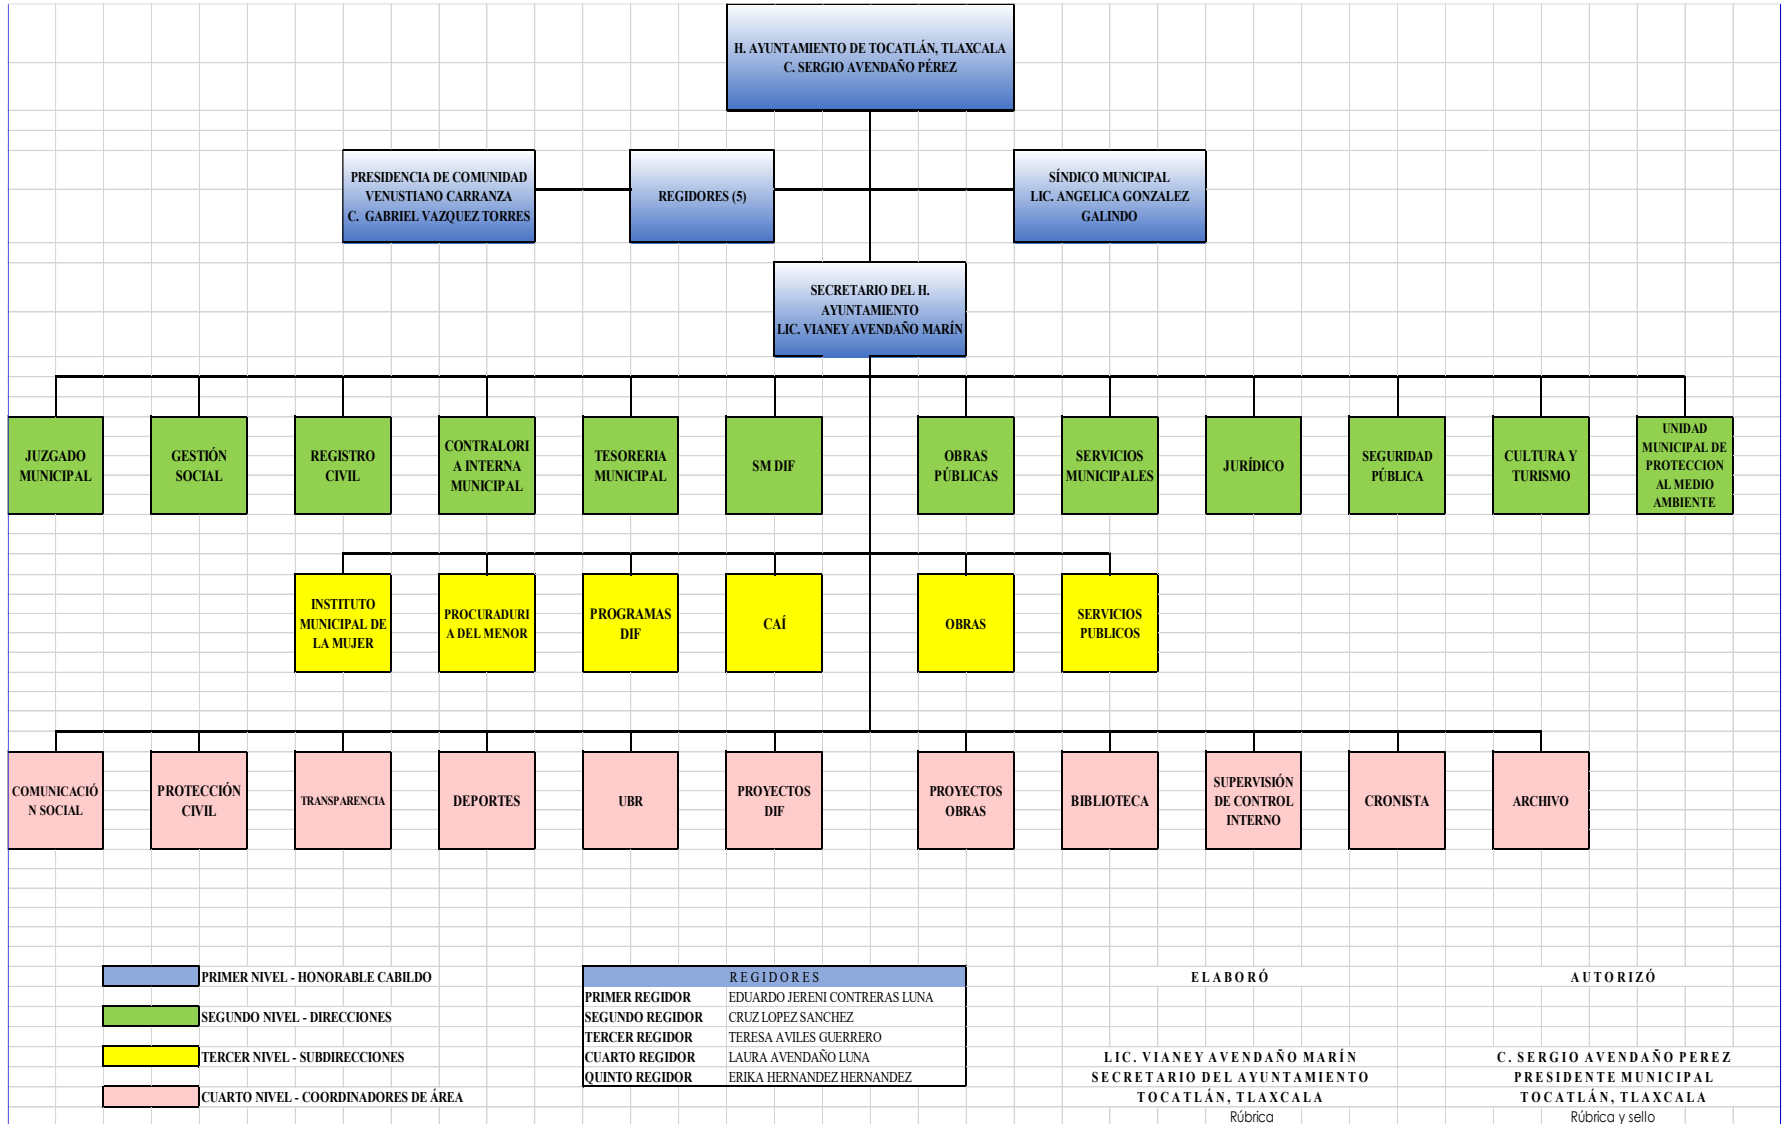 H. AYUNTAMIENTO DE TOCATLÁN, TLAXCALA
C. SERGIO AVENDAÑO PÉREZ
PRESIDENCIA DE COMUNIDAD
VENUSTIANO CARRANZA
C. GABRIEL VAZQUEZ TORRES
REGIDORES (5)
SÍNDICO MUNICIPAL
LIC. ANGELICA GONZALEZ
GALINDO
SECRETARIO DEL H.
AYUNTAMIENTO
LIC. VIANEY AVENDAÑO MARÍN
JUZGADO
MUNICIPAL
GESTIÓN
SOCIAL
REGISTRO
CIVIL
CONTRALORI
A INTERNA
MUNICIPAL
TESORERIA
MUNICIPAL
SM DIF
OBRAS
PÚBLICAS
SERVICIOS
MUNICIPALES
JURÍDICO
SEGURIDAD
PÚBLICA
CULTURA Y
TURISMO
UNIDAD
MUNICIPAL DE
PROTECCION
AL MEDIO
AMBIENTE
INSTITUTO
MUNICIPAL DE
LA MUJER
PROCURADURI
A DEL MENOR
PROGRAMAS
DIF
CAÍ
OBRAS
SERVICIOS
PUBLICOS
COMUNICACIÓ
N SOCIAL
PROTECCIÓN
CIVIL
TRANSPARENCIA
DEPORTES
UBR
PROYECTOS
DIF
PROYECTOS
OBRAS
BIBLIOTECA
SUPERVISIÓN
DE CONTROL
INTERNO
CRONISTA
ARCHIVO
PRIMER NIVEL - HONORABLE CABILDO
SEGUNDO NIVEL - DIRECCIONES
TERCER NIVEL - SUBDIRECCIONES
CUARTO NIVEL - COORDINADORES DE ÁREA
REGIDORES
PRIMER REGIDOR EDUARDO JERENI CONTRERAS LUNA
SEGUNDO REGIDOR CRUZ LOPEZ SANCHEZ
TERCER REGIDOR TERESA AVILES GUERRERO
CUARTO REGIDOR LAURA AVENDAÑO LUNA
QUINTO REGIDOR ERIKA HERNANDEZ HERNANDEZ
ELABORÓ
LIC. VIANEY AVENDAÑO MARÍN
SECRETARIO DEL AYUNTAMIENTO
TOCATLÁN, TLAXCALA
Rúbrica
AUTORIZÓ
C. SERGIO AVENDAÑO PEREZ
PRESIDENTE MUNICIPAL
TOCATLÁN, TLAXCALA
Rúbrica y sello